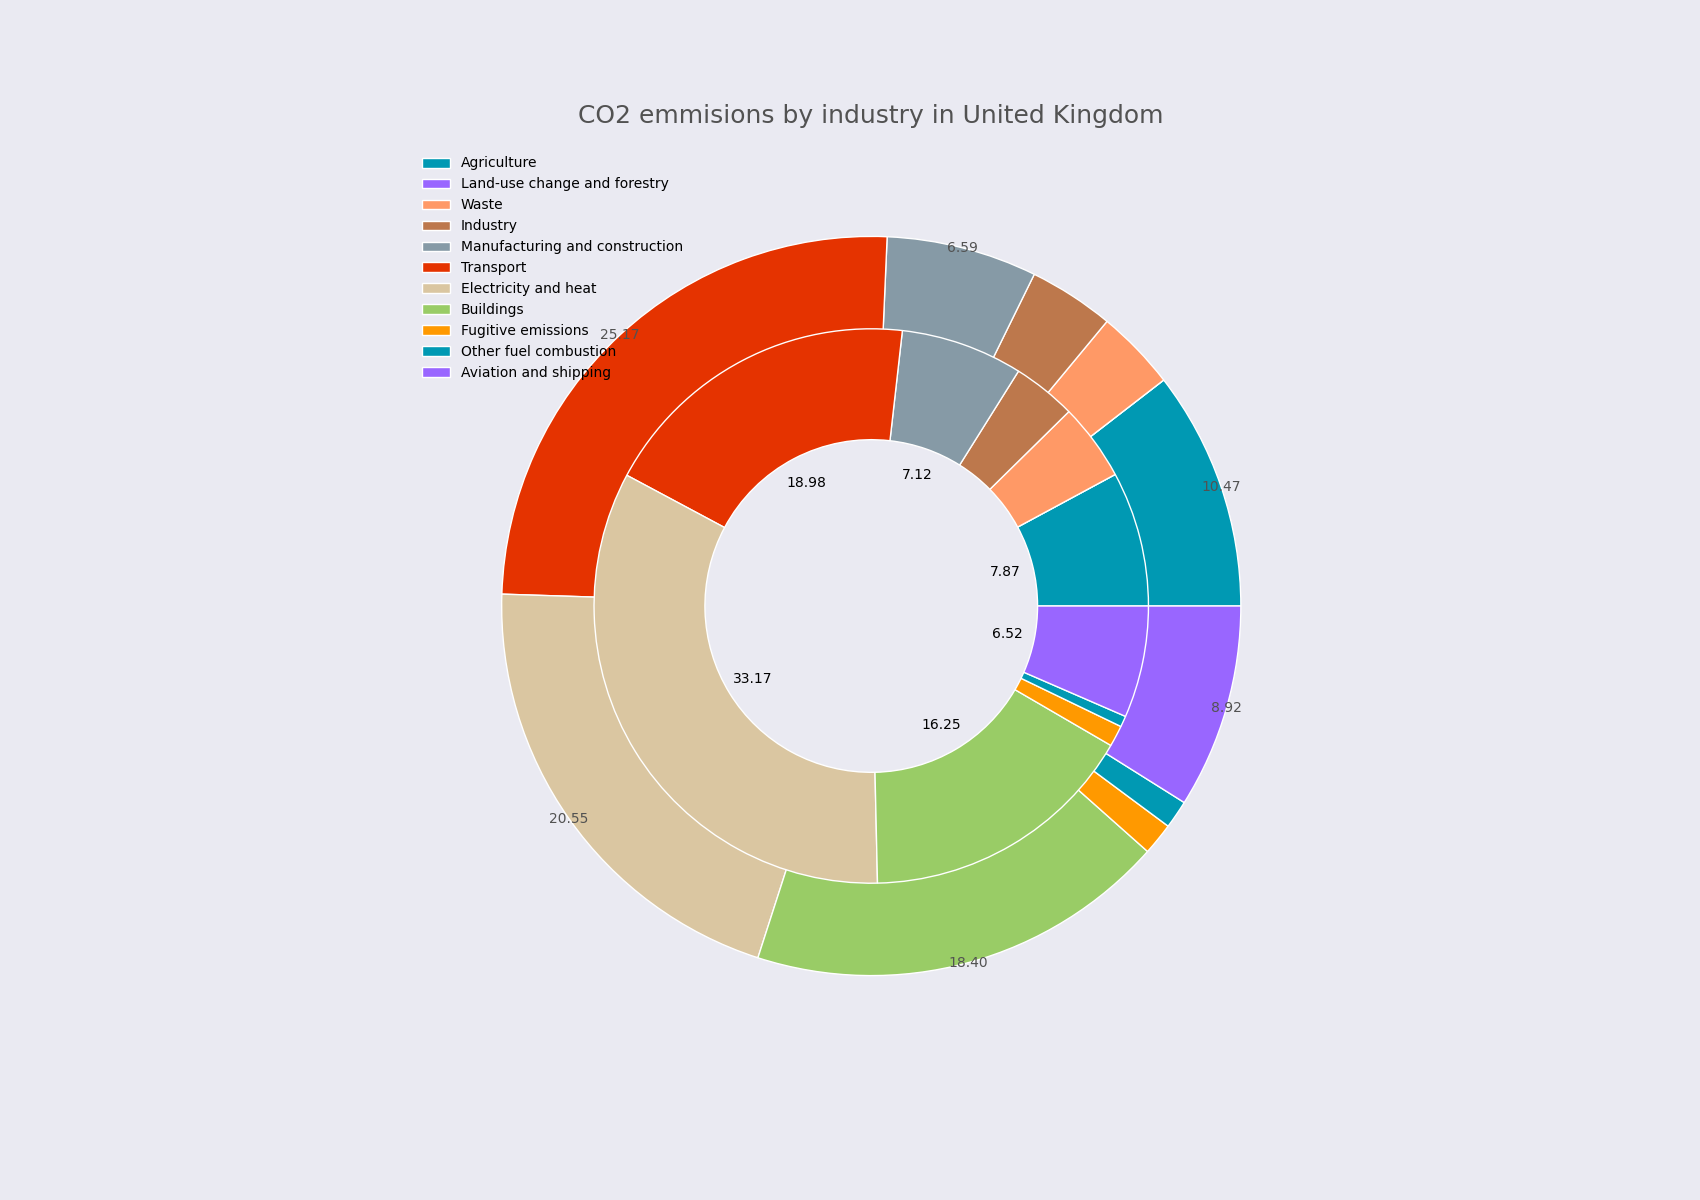 CO2 emmisions by industry in United Kingdom
Agriculture
Land-use change and forestry
Waste
Industry
Manufacturing and construction
Transport
Electricity and heat
Buildings
Fugitive emissions
Other fuel combustion
Aviation and shipping
6.59
25.17
10.47
8.92
20.55
18.40
7.12
18.98
7.87
6.52
33.17
16.25